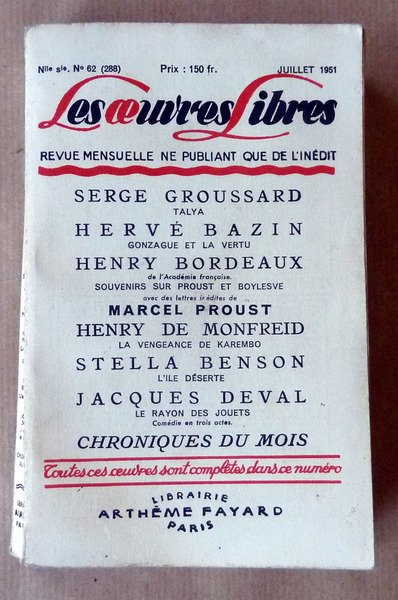 Nlle sie. N° 62 (288) Prix : 150 fr. JUILLET 1951
Les œuvres Libres
REVUE MENSUELLE NE PUBLIANT QUE DE L'INÉDIT
SERGE GROUSSARD
TALYA
HERVÉ BAZIN
GONZAGUE ET LA VERTU
HENRY BORDEAUX
de l'Académie française.
SOUVENIRS SUR PROUST ET BOYLESVE
avec des lettres inédites de
MARCEL PROUST
HENRY DE MONFREID
LA VENGEANCE DE KAREMBO
STELLA BENSON
L'ILE DÉSERTE
JACQUES DEVAL
LE RAYON DES JOUETS
Comédie en trois actes.
CHRONIQUES DU MOIS
Toutes ces œuvres sont complètes dans ce numéro
LIBRAIRIE
ARTHÈME FAYARD
PARIS